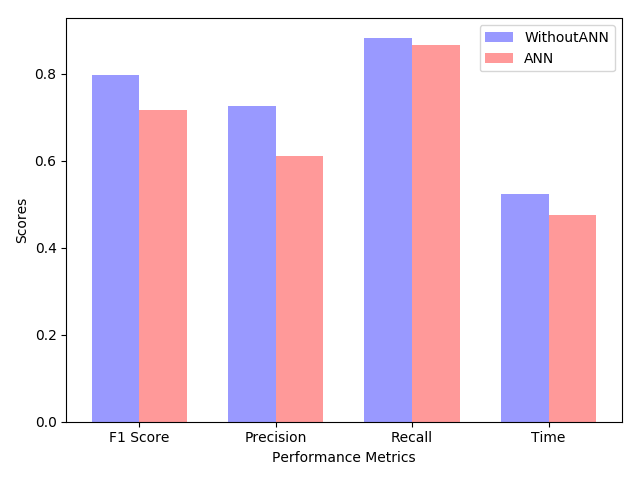 WithoutANN
ANN
0.8
0.6
0.4
0.2
0.0
Scores
F1 Score
Precision
Recall
Time
Performance Metrics